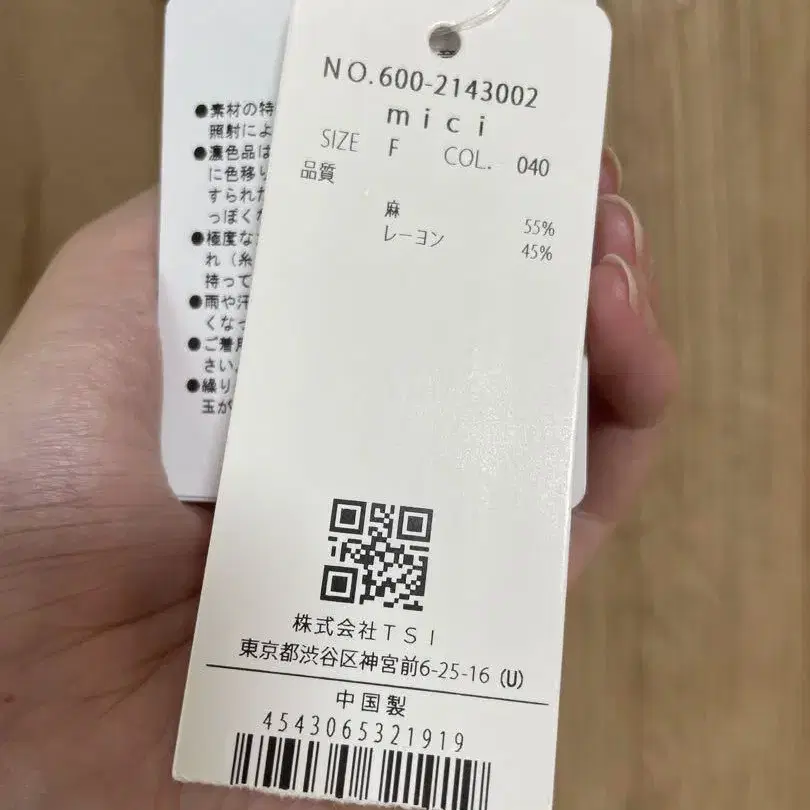 NO.600-2143002
mici
SIZE F COL. 040
品質
麻 55%
レーヨン 45%
株式会社TSI
東京都渋谷区神宮前6-25-16 (U)
中国製
4543065321919
●素材の特
照射によ
●濃色品は
に色移り
すられた
っぽくな
●極度な
れ(糸
持って
●雨や汗
くなっ
●ご着用
さい。
●繰り
玉が